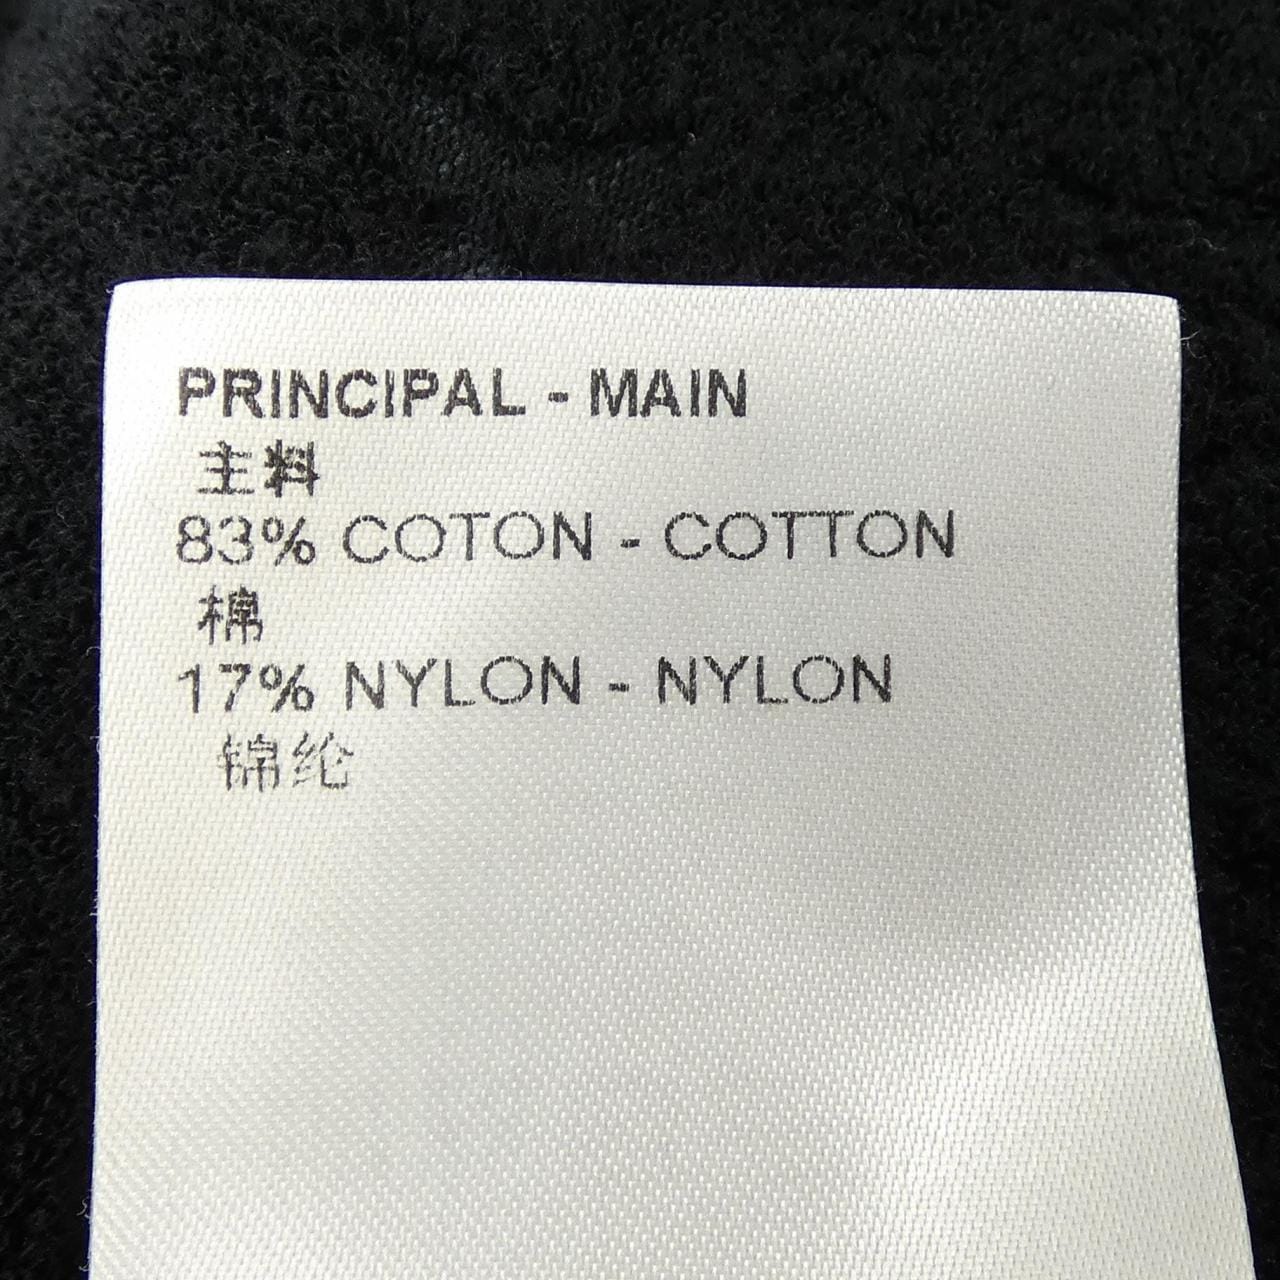 PRINCIPAL - MAIN
主料
83% COTON - COTTON
棉
17% NYLON - NYLON
锦纶